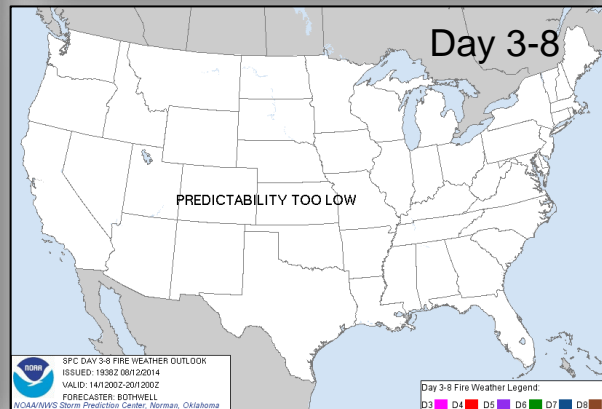 Day 3-8
PREDICTABILITY TOO LOW
NOAA
SPC DAY 3-8 FIRE WEATHER OUTLOOK
ISSUED: 1938Z 08/12/2014
VALID: 14/1200Z-20/1200Z
FORECASTER: BOTHWELL
NOAA/NWS Storm Prediction Center, Norman, Oklahoma
Day 3-8 Fire Weather Legend:
D3 D4 D5 D6 D7 D8